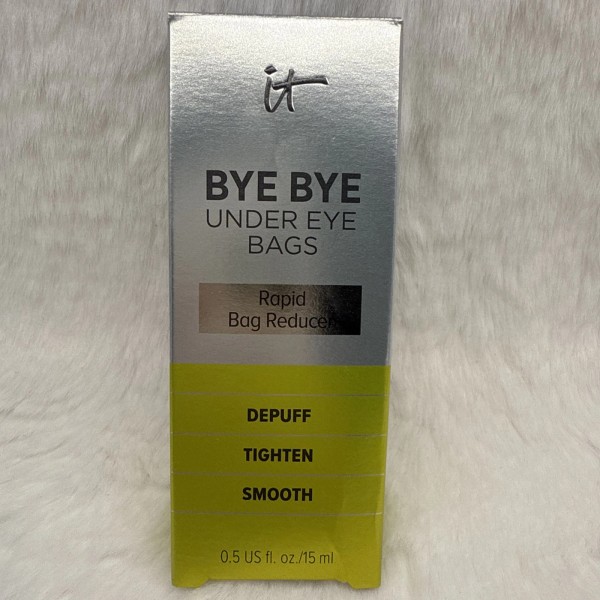 it
BYE BYE
UNDER EYE
BAGS
Rapid
Bag Reducer
DEPUFF
TIGHTEN
SMOOTH
0.5 US fl. oz./15 ml